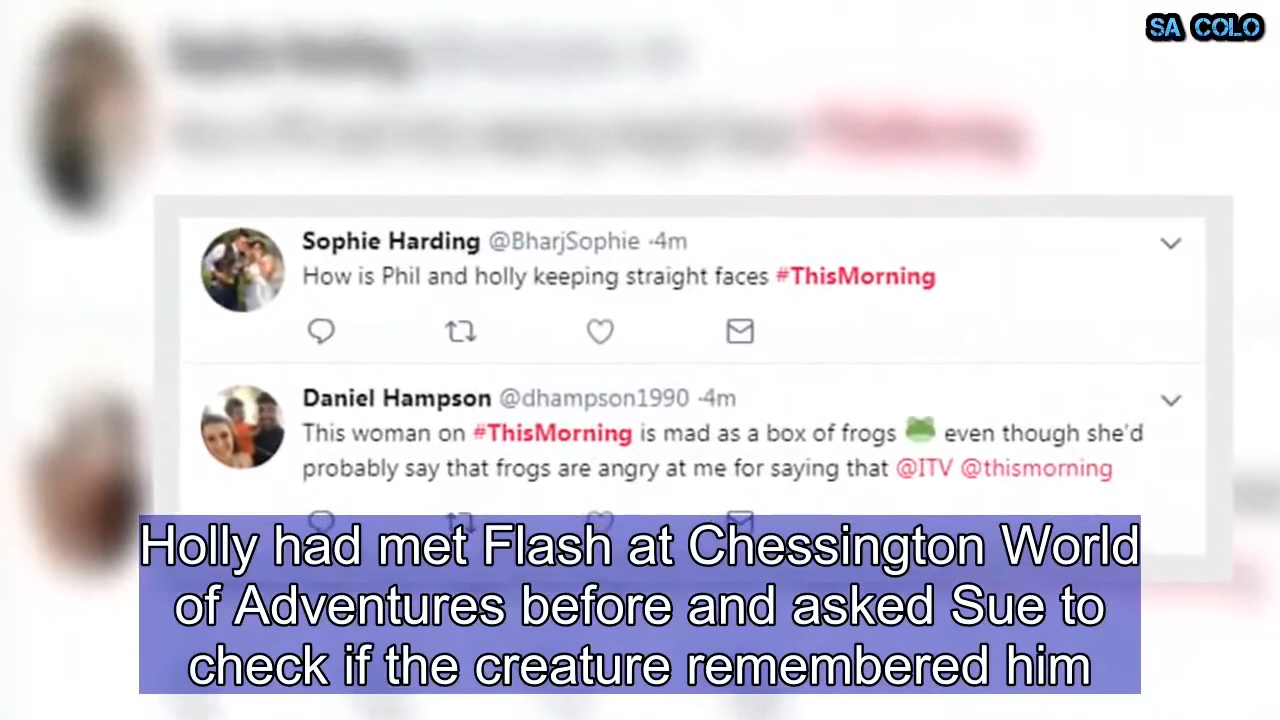 SA COLO
Sophie Harding @BharjSophie ·4m
How is Phil and holly keeping straight faces #ThisMorning
Daniel Hampson @dhampson1990 ·4m
This woman on #ThisMorning is mad as a box of frogs 🐸 even though she'd
probably say that frogs are angry at me for saying that @ITV @thismorning
Holly had met Flash at Chessington World
of Adventures before and asked Sue to
check if the creature remembered him